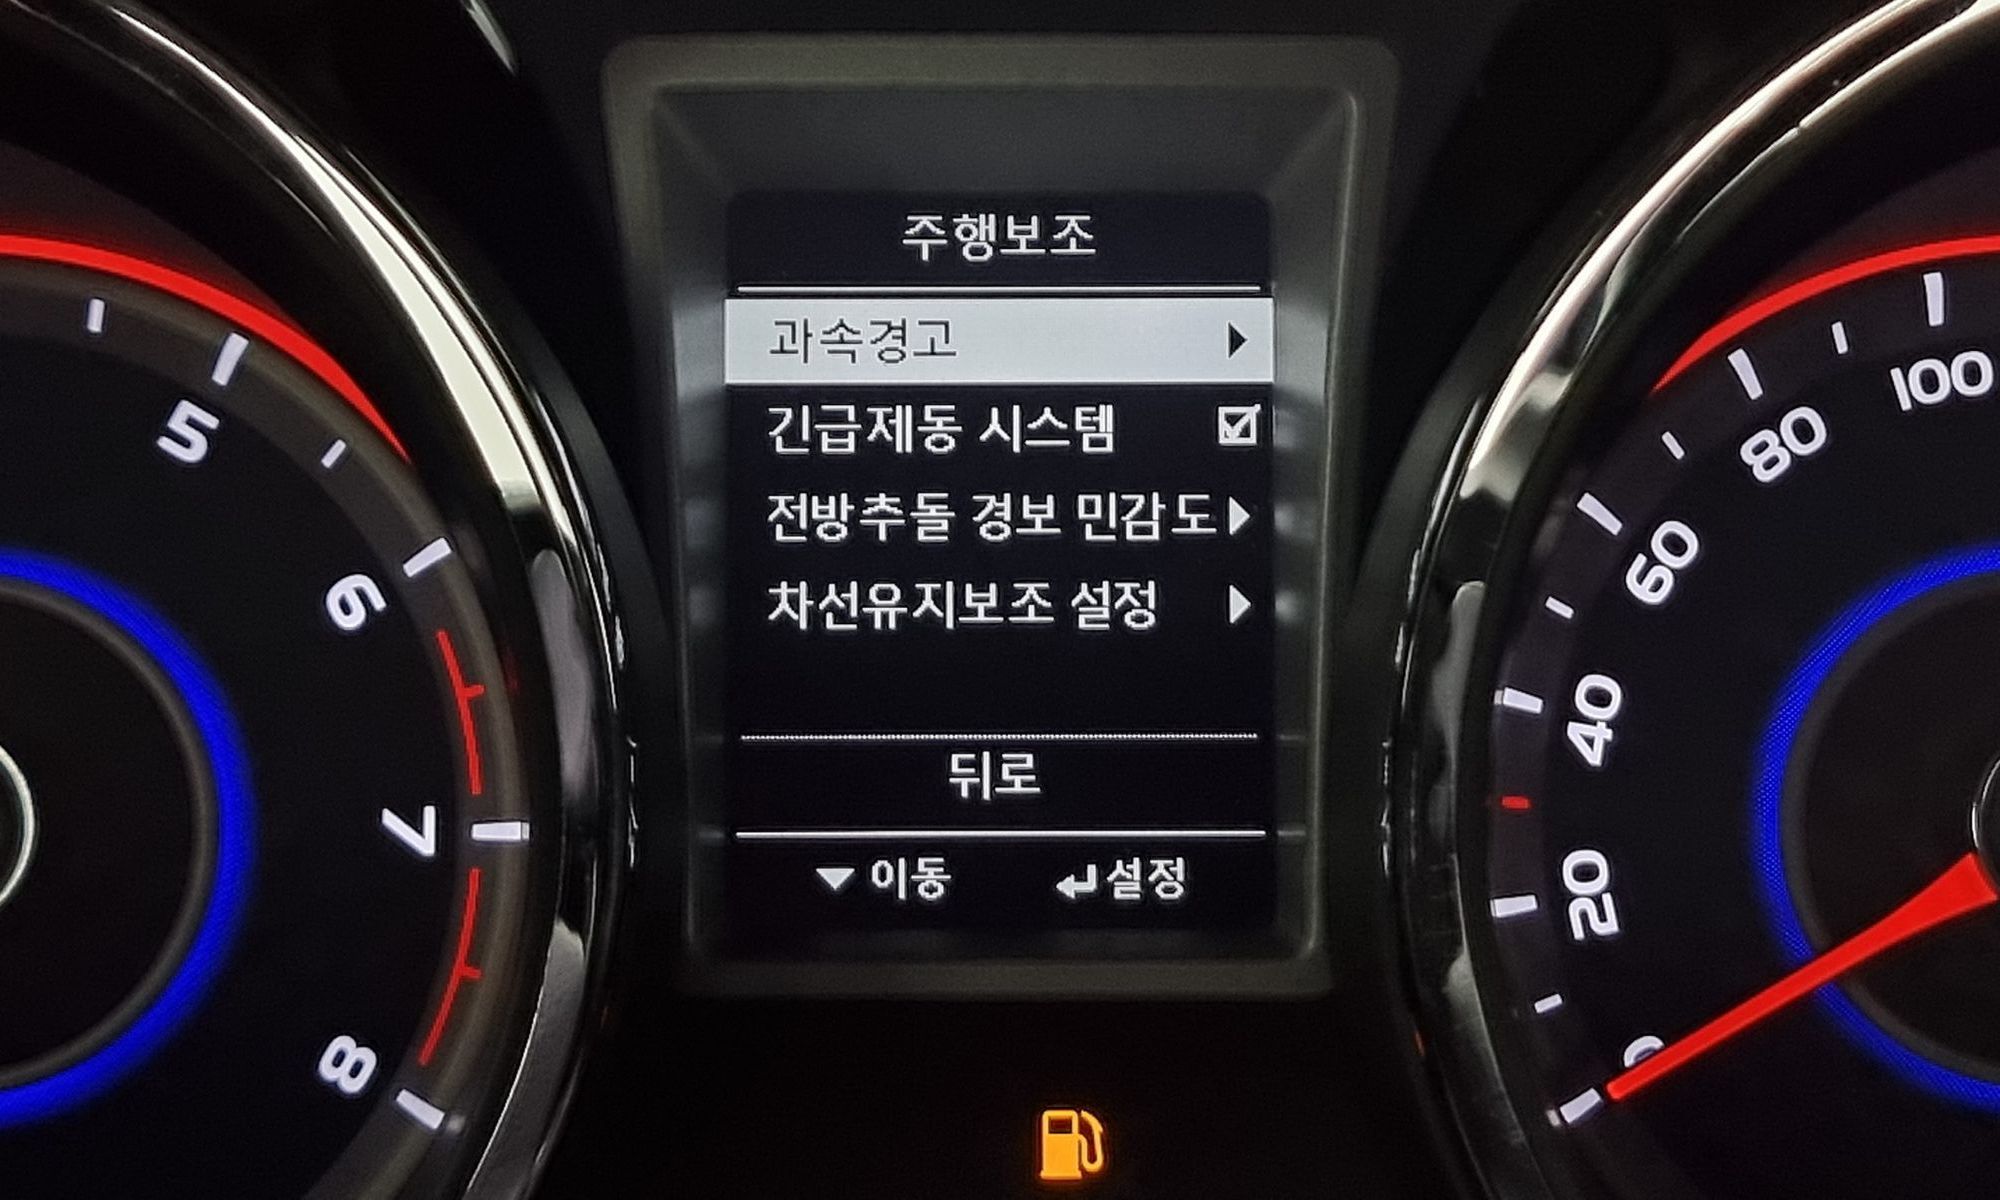 주행보조
과속경고
긴급제동 시스템
전방추돌 경보 민감도
차선유지보조 설정
뒤로
이동 설정
5
6
7
8
0
20
40
60
80
100